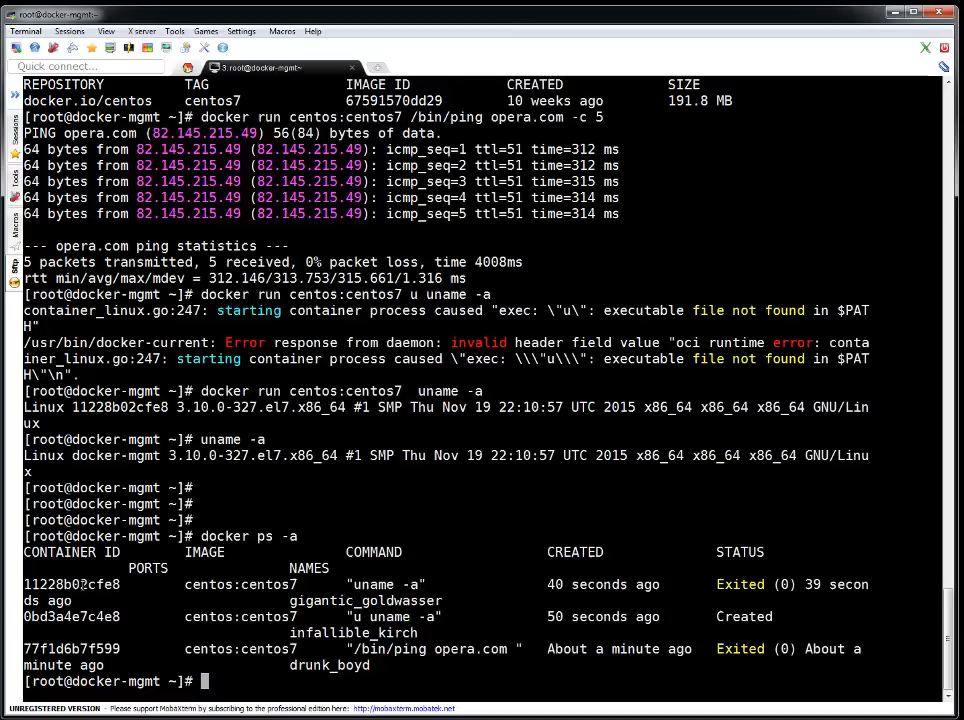 root@docker-mgmt:~
Terminal Sessions View X server Tools Games Settings Macros Help
Quick connect...
3. root@docker-mgmt:~
Sessions
Tools
Macros
Sftp
REPOSITORY TAG IMAGE ID CREATED SIZE
docker.io/centos centos7 67591570dd29 10 weeks ago 191.8 MB
[root@docker-mgmt ~]# docker run centos:centos7 /bin/ping opera.com -c 5
PING opera.com (82.145.215.49) 56(84) bytes of data.
64 bytes from 82.145.215.49 (82.145.215.49): icmp_seq=1 ttl=51 time=312 ms
64 bytes from 82.145.215.49 (82.145.215.49): icmp_seq=2 ttl=51 time=312 ms
64 bytes from 82.145.215.49 (82.145.215.49): icmp_seq=3 ttl=51 time=315 ms
64 bytes from 82.145.215.49 (82.145.215.49): icmp_seq=4 ttl=51 time=314 ms
64 bytes from 82.145.215.49 (82.145.215.49): icmp_seq=5 ttl=51 time=314 ms
--- opera.com ping statistics ---
5 packets transmitted, 5 received, 0% packet loss, time 4008ms
rtt min/avg/max/mdev = 312.146/313.753/315.661/1.316 ms
[root@docker-mgmt ~]# docker run centos:centos7 u uname -a
container_linux.go:247: starting container process caused "exec: \"u\": executable file not found in $PAT
H"
/usr/bin/docker-current: Error response from daemon: invalid header field value "oci runtime error: conta
iner_linux.go:247: starting container process caused \"exec: \\\"u\\\": executable file not found in $PAT
H\"\n".
[root@docker-mgmt ~]# docker run centos:centos7  uname -a
Linux 11228b02cfe8 3.10.0-327.el7.x86_64 #1 SMP Thu Nov 19 22:10:57 UTC 2015 x86_64 x86_64 x86_64 GNU/Lin
ux
[root@docker-mgmt ~]# uname -a
Linux docker-mgmt 3.10.0-327.el7.x86_64 #1 SMP Thu Nov 19 22:10:57 UTC 2015 x86_64 x86_64 x86_64 GNU/Linu
x
[root@docker-mgmt ~]#
[root@docker-mgmt ~]#
[root@docker-mgmt ~]#
[root@docker-mgmt ~]# docker ps -a
CONTAINER ID IMAGE COMMAND CREATED STATUS
PORTS NAMES
11228b02cfe8 centos:centos7 "uname -a" 40 seconds ago Exited (0) 39 secon
ds ago gigantic_goldwasser
0bd3a4e7c4e8 centos:centos7 "u uname -a" 50 seconds ago Created
infallible_kirch
77f1d6b7f599 centos:centos7 "/bin/ping opera.com " About a minute ago Exited (0) About a
minute ago drunk_boyd
[root@docker-mgmt ~]#
UNREGISTERED VERSION - Please support MobaXterm by subscribing to the professional edition here: http://mobaxterm.mobatek.net